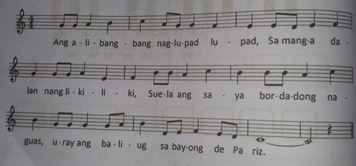 Ang a - li - bang - bang nag-lu-pad lu - pad, Sa mang-a da -
lan nang li - ki - li - ki, Sue-la ang sa - ya bor-da-dong na -
guas, u-ray ang ba-li - ug sa bay-ong de Pa riz.